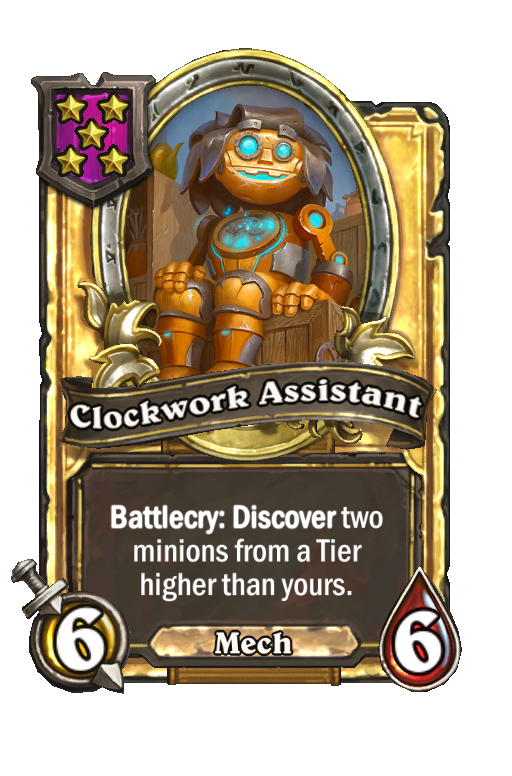 Clockwork Assistant
Battlecry: Discover two
minions from a Tier
higher than yours.
6
Mech
6